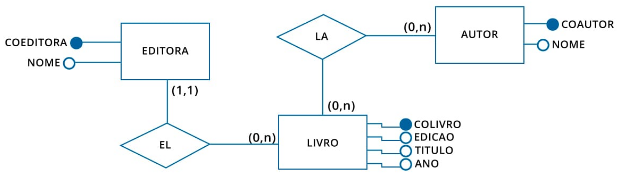 COEDITORA
NOME
EDITORA
(1,1)
EL
(0,n)
LA
(0,n)
(0,n)
AUTOR
COAUTOR
NOME
LIVRO
COLIVRO
EDICAO
TITULO
ANO